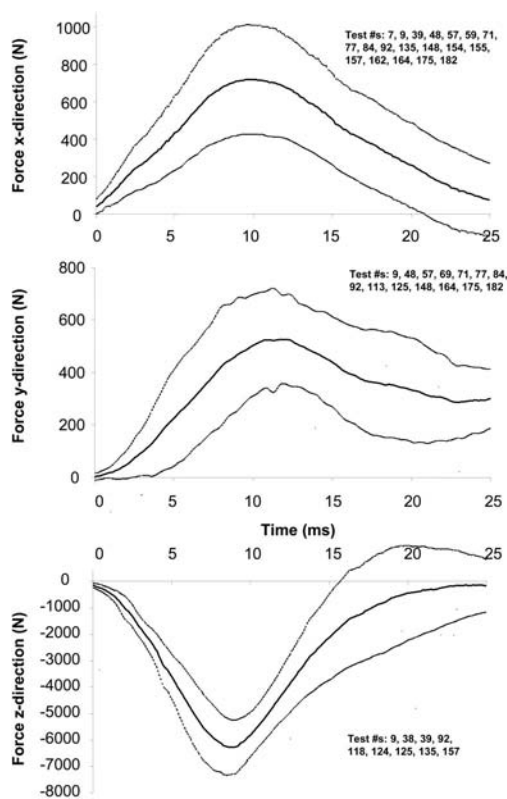 Force x-direction (N)
1000
800
600
400
200
0
Test #s: 7, 9, 39, 48, 57, 59, 71,
77, 84, 92, 135, 148, 154, 155,
157, 162, 164, 175, 182
0 5 10 15 20 25
Force y-direction (N)
800
600
400
200
0
Test #s: 9, 48, 57, 69, 71, 77, 84,
92, 113, 125, 148, 164, 175, 182
0 5 10 15 20 25
Time (ms)
0 5 10 15 20 25
Force z-direction (N)
0
-1000
-2000
-3000
-4000
-5000
-6000
-7000
-8000
Test #s: 9, 38, 39, 92,
118, 124, 125, 135, 157